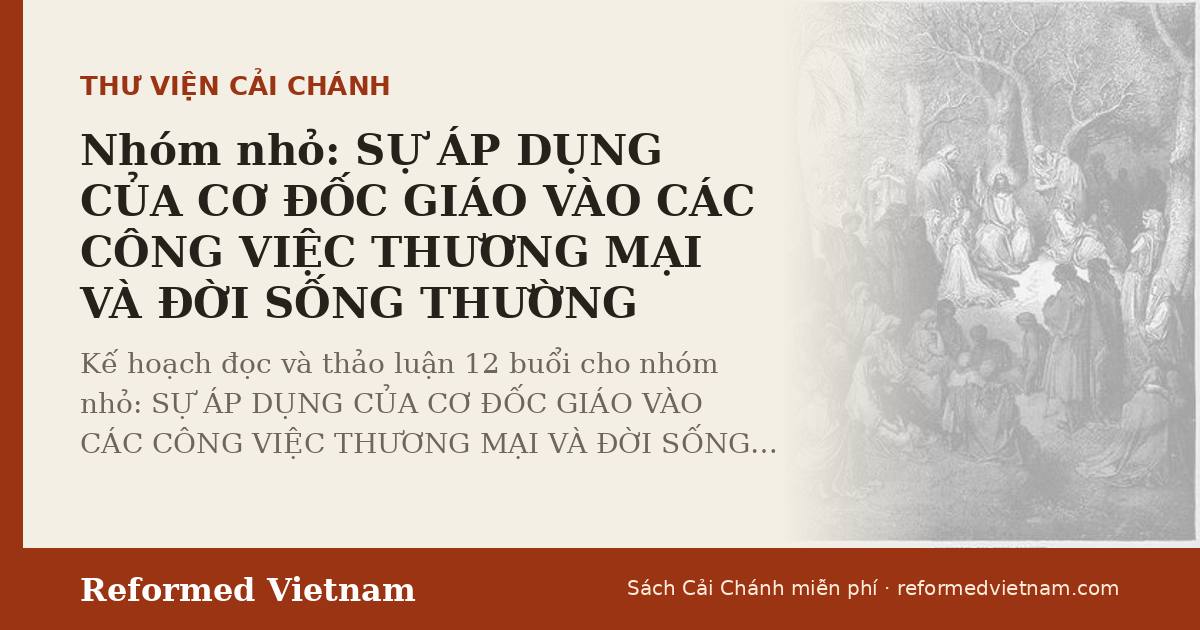 THƯ VIỆN CẢI CHÁNH
Nhóm nhỏ: SỰ ÁP DỤNG
CỦA CƠ ĐỐC GIÁO VÀO CÁC
CÔNG VIỆC THƯƠNG MẠI
VÀ ĐỜI SỐNG THƯỜNG
Kế hoạch đọc và thảo luận 12 buổi cho nhóm
nhỏ: SỰ ÁP DỤNG CỦA CƠ ĐỐC GIÁO VÀO
CÁC CÔNG VIỆC THƯƠNG MẠI VÀ ĐỜI SỐNG...
Reformed Vietnam
Sách Cải Chánh miễn phí · reformedvietnam.com